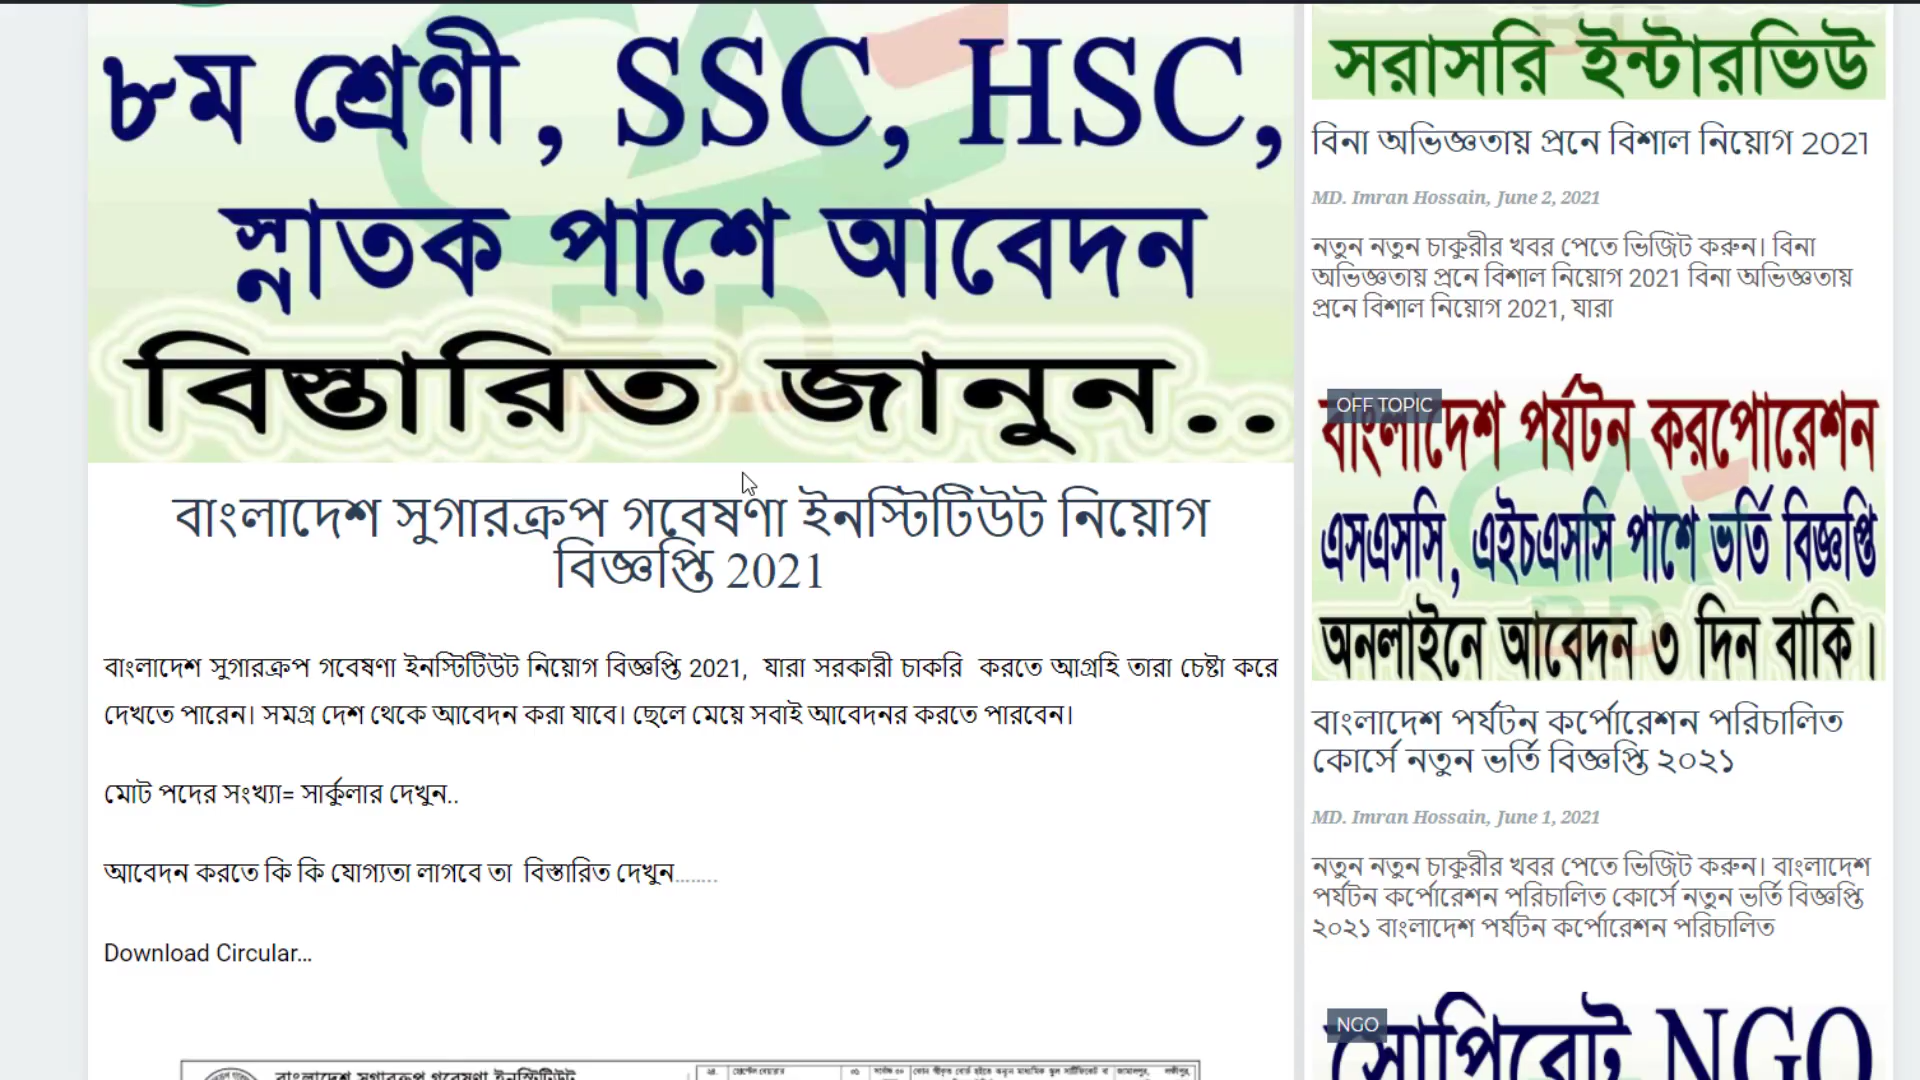 ৮ম শ্রেণী, SSC, HSC,
স্নাতক পাশে আবেদন
বিস্তারিত জানুন..
বাংলাদেশ সুগারক্রপ গবেষণা ইনস্টিটিউট নিয়োগ
বিজ্ঞপ্তি 2021
বাংলাদেশ সুগারক্রপ গবেষণা ইনস্টিটিউট নিয়োগ বিজ্ঞপ্তি 2021, যারা সরকারী চাকরি করতে আগ্রহি তারা চেষ্টা করে
দেখতে পারেন। সমগ্র দেশ থেকে আবেদন করা যাবে। ছেলে মেয়ে সবাই আবেদনর করতে পারবেন।
মোট পদের সংখ্যা= সার্কুলার দেখুন..
আবেদন করতে কি কি যোগ্যতা লাগবে তা বিস্তারিত দেখুন........
Download Circular...
বাংলাদেশ সুগারক্রপ গবেষণা ইনস্টিটিউট
সরাসরি ইন্টারভিউ
বিনা অভিজ্ঞতায় প্রনে বিশাল নিয়োগ 2021
MD. Imran Hossain, June 2, 2021
নতুন নতুন চাকুরীর খবর পেতে ভিজিট করুন। বিনা
অভিজ্ঞতায় প্রনে বিশাল নিয়োগ 2021 বিনা অভিজ্ঞতায়
প্রনে বিশাল নিয়োগ 2021, যারা
OFF TOPIC
বাংলাদেশ পর্যটন করপোরেশন
এসএসসি, এইচএসসি পাশে ভর্তি বিজ্ঞপ্তি
অনলাইনে আবেদন ৩ দিন বাকি।
বাংলাদেশ পর্যটন কর্পোরেশন পরিচালিত
কোর্সে নতুন ভর্তি বিজ্ঞপ্তি ২০২১
MD. Imran Hossain, June 1, 2021
নতুন নতুন চাকুরীর খবর পেতে ভিজিট করুন। বাংলাদেশ
পর্যটন কর্পোরেশন পরিচালিত কোর্সে নতুন ভর্তি বিজ্ঞপ্তি
২০২১ বাংলাদেশ পর্যটন কর্পোরেশন পরিচালিত
NGO
সোপিরেট NGO